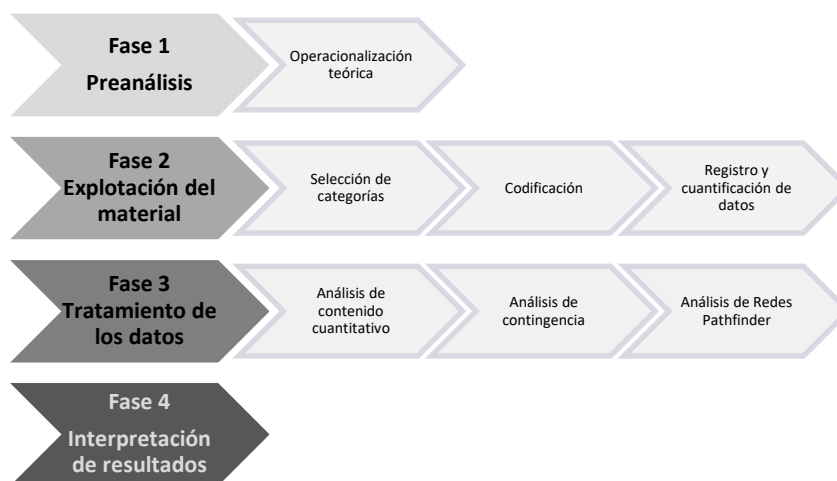 Fase 1
Preanálisis
Operacionalización
teórica
Fase 2
Explotación del
material
Selección de
categorías
Codificación
Registro y
cuantificación de
datos
Fase 3
Tratamiento de
los datos
Análisis de
contenido
cuantitativo
Análisis de
contingencia
Análisis de Redes
Pathfinder
Fase 4
Interpretación
de resultados